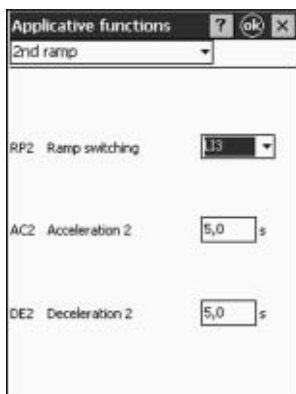 Applicative functions ? ok ×
2nd ramp
RP2 Ramp switching LI3
AC2 Acceleration 2 5,0 s
DE2 Deceleration 2 5,0 s